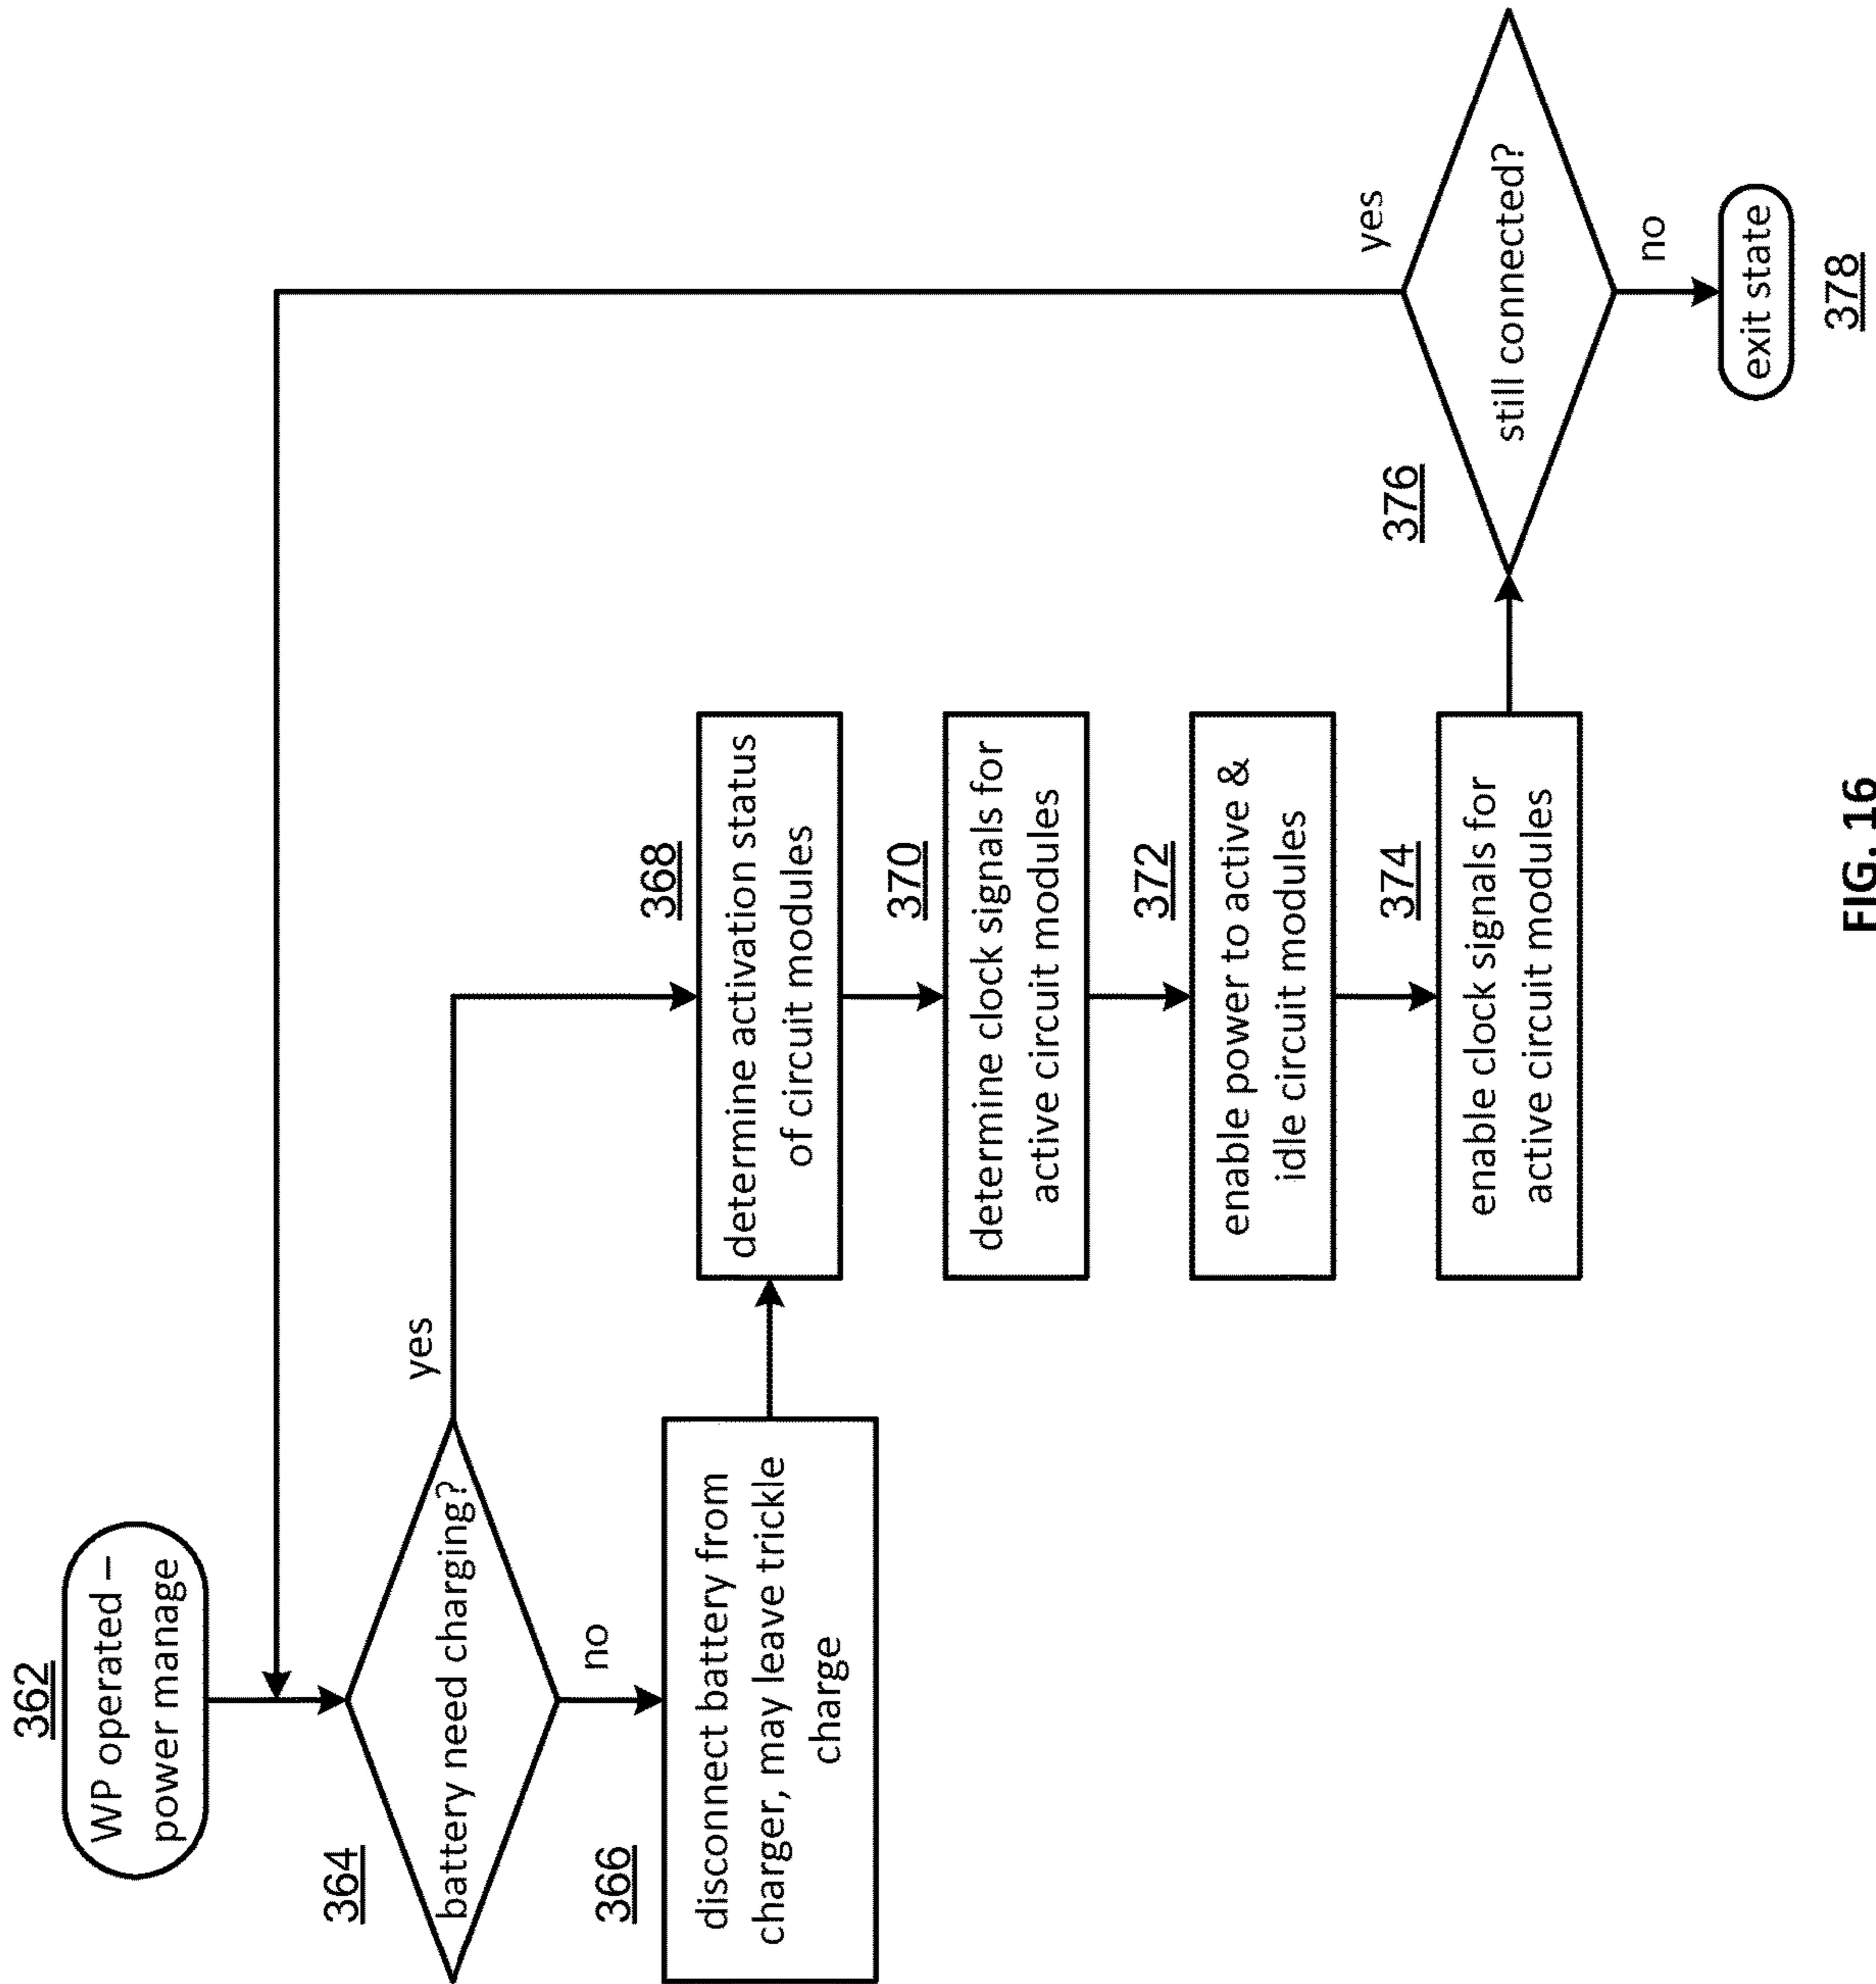 362
WP operated –
power manage
364
battery need charging?
yes
no
366
disconnect battery from
charger, may leave trickle
charge
368
determine activation status
of circuit modules
370
determine clock signals for
active circuit modules
372
enable power to active &
idle circuit modules
374
enable clock signals for
active circuit modules
376
still connected?
yes
no
exit state
378
FIG. 16